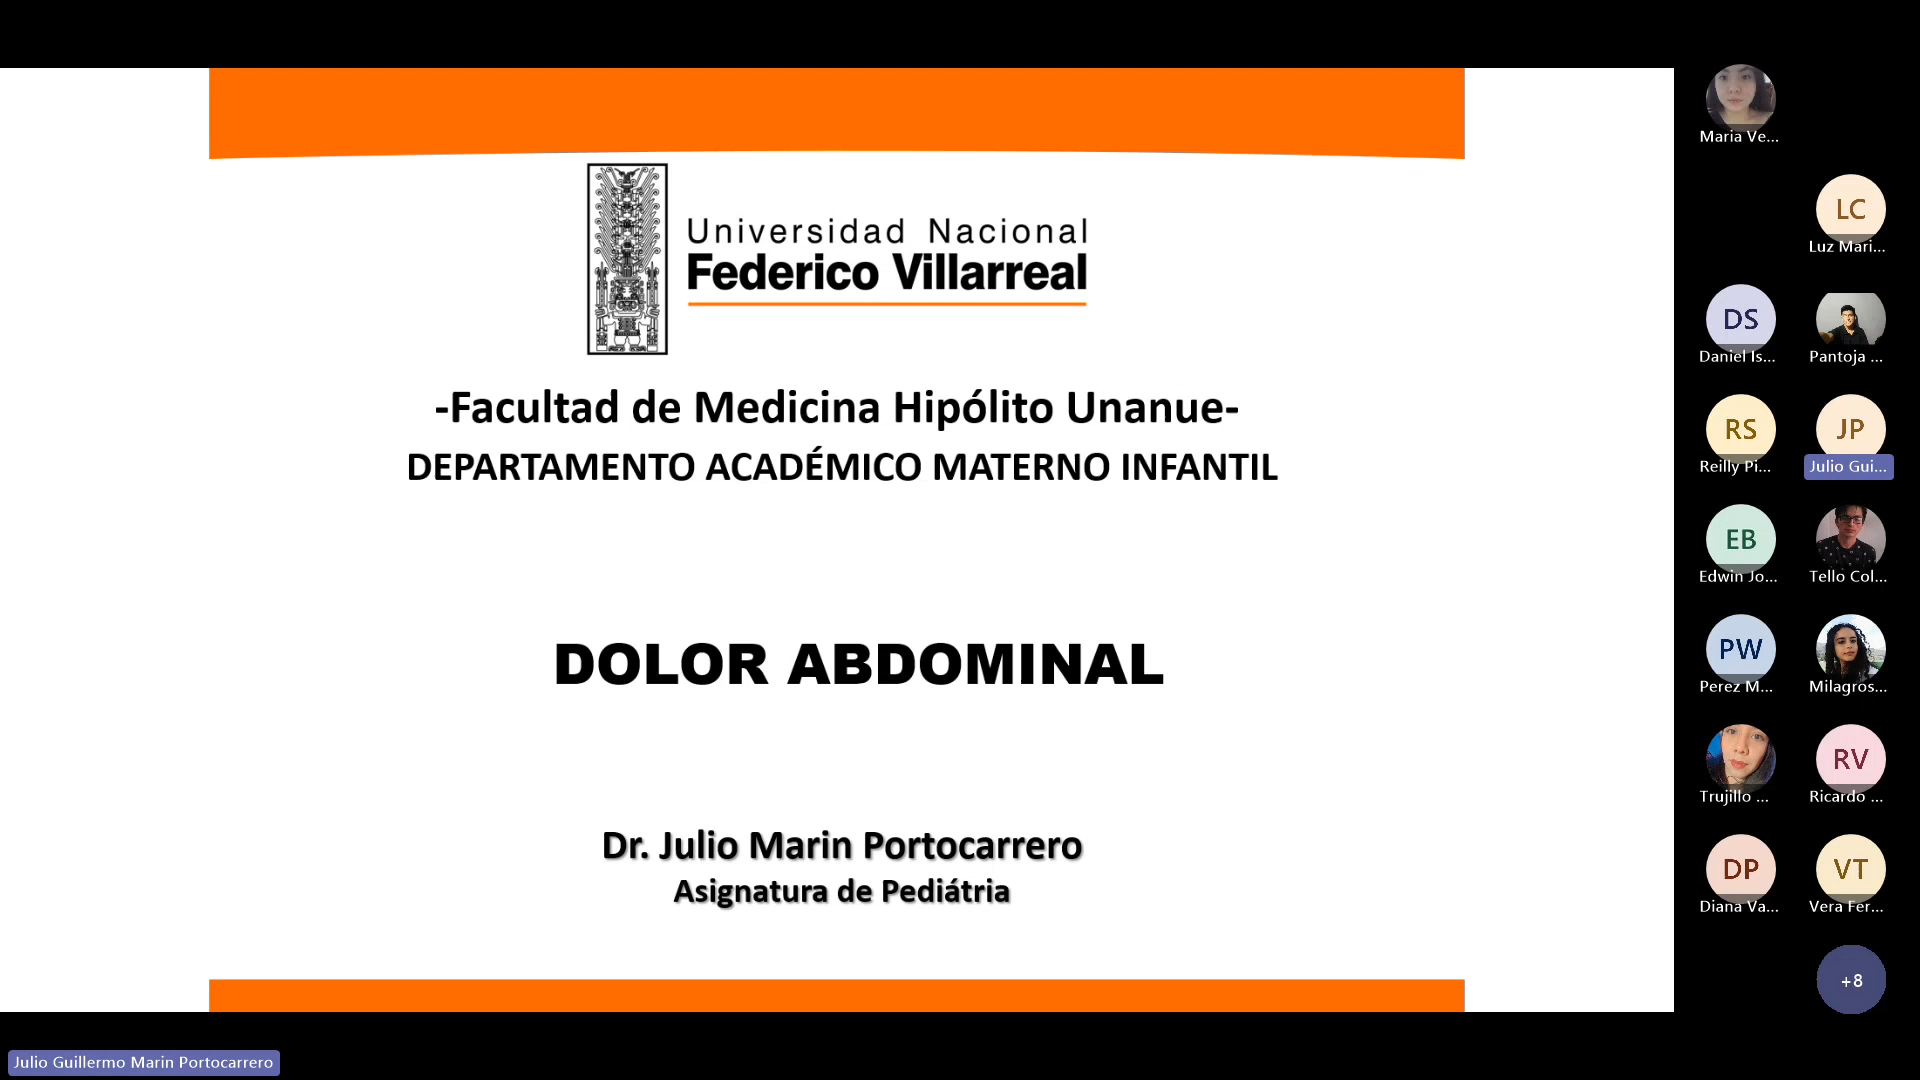 Universidad Nacional
Federico Villarreal
-Facultad de Medicina Hipólito Unanue-
DEPARTAMENTO ACADÉMICO MATERNO INFANTIL
DOLOR ABDOMINAL
Dr. Julio Marin Portocarrero
Asignatura de Pediátria
Maria Ve...
LC
Luz Mari...
DS
Daniel Is...
Pantoja ...
RS
Reilly Pi...
JP
Julio Gui...
EB
Edwin Jo...
Tello Col...
PW
Perez M...
Milagros...
Trujillo ...
RV
Ricardo ...
DP
Diana Va...
VT
Vera Fer...
+8
Julio Guillermo Marin Portocarrero